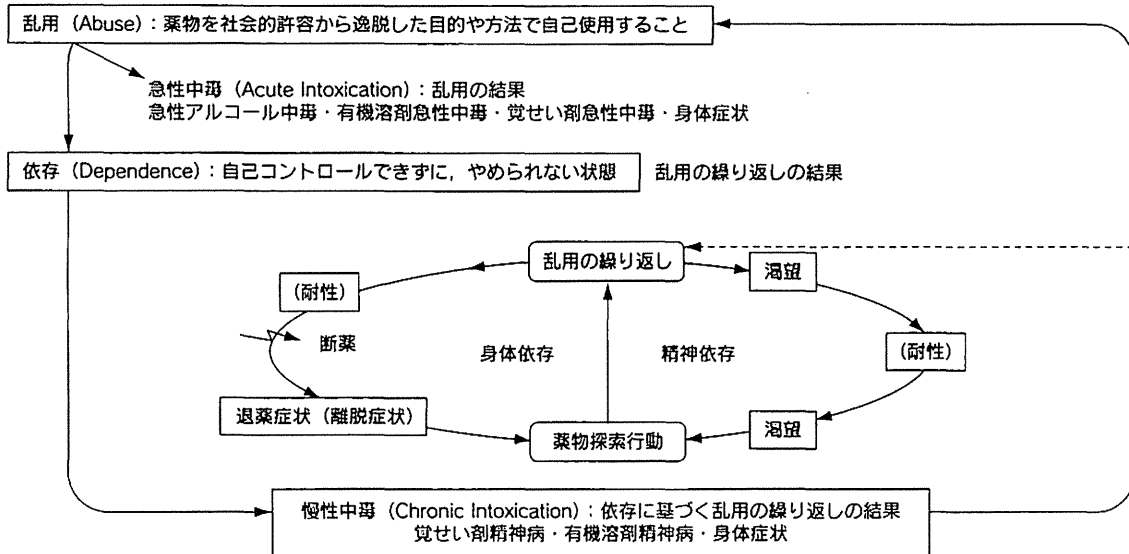 乱用（Abuse）：薬物を社会的許容から逸脱した目的や方法で自己使用すること
急性中毒（Acute Intoxication）：乱用の結果
急性アルコール中毒・有機溶剤急性中毒・覚せい剤急性中毒・身体症状
依存（Dependence）：自己コントロールできずに，やめられない状態
乱用の繰り返しの結果
乱用の繰り返し
渇望
（耐性）
断薬
身体依存
精神依存
（耐性）
退薬症状（離脱症状）
薬物探索行動
渇望
慢性中毒（Chronic Intoxication）：依存に基づく乱用の繰り返しの結果
覚せい剤精神病・有機溶剤精神病・身体症状